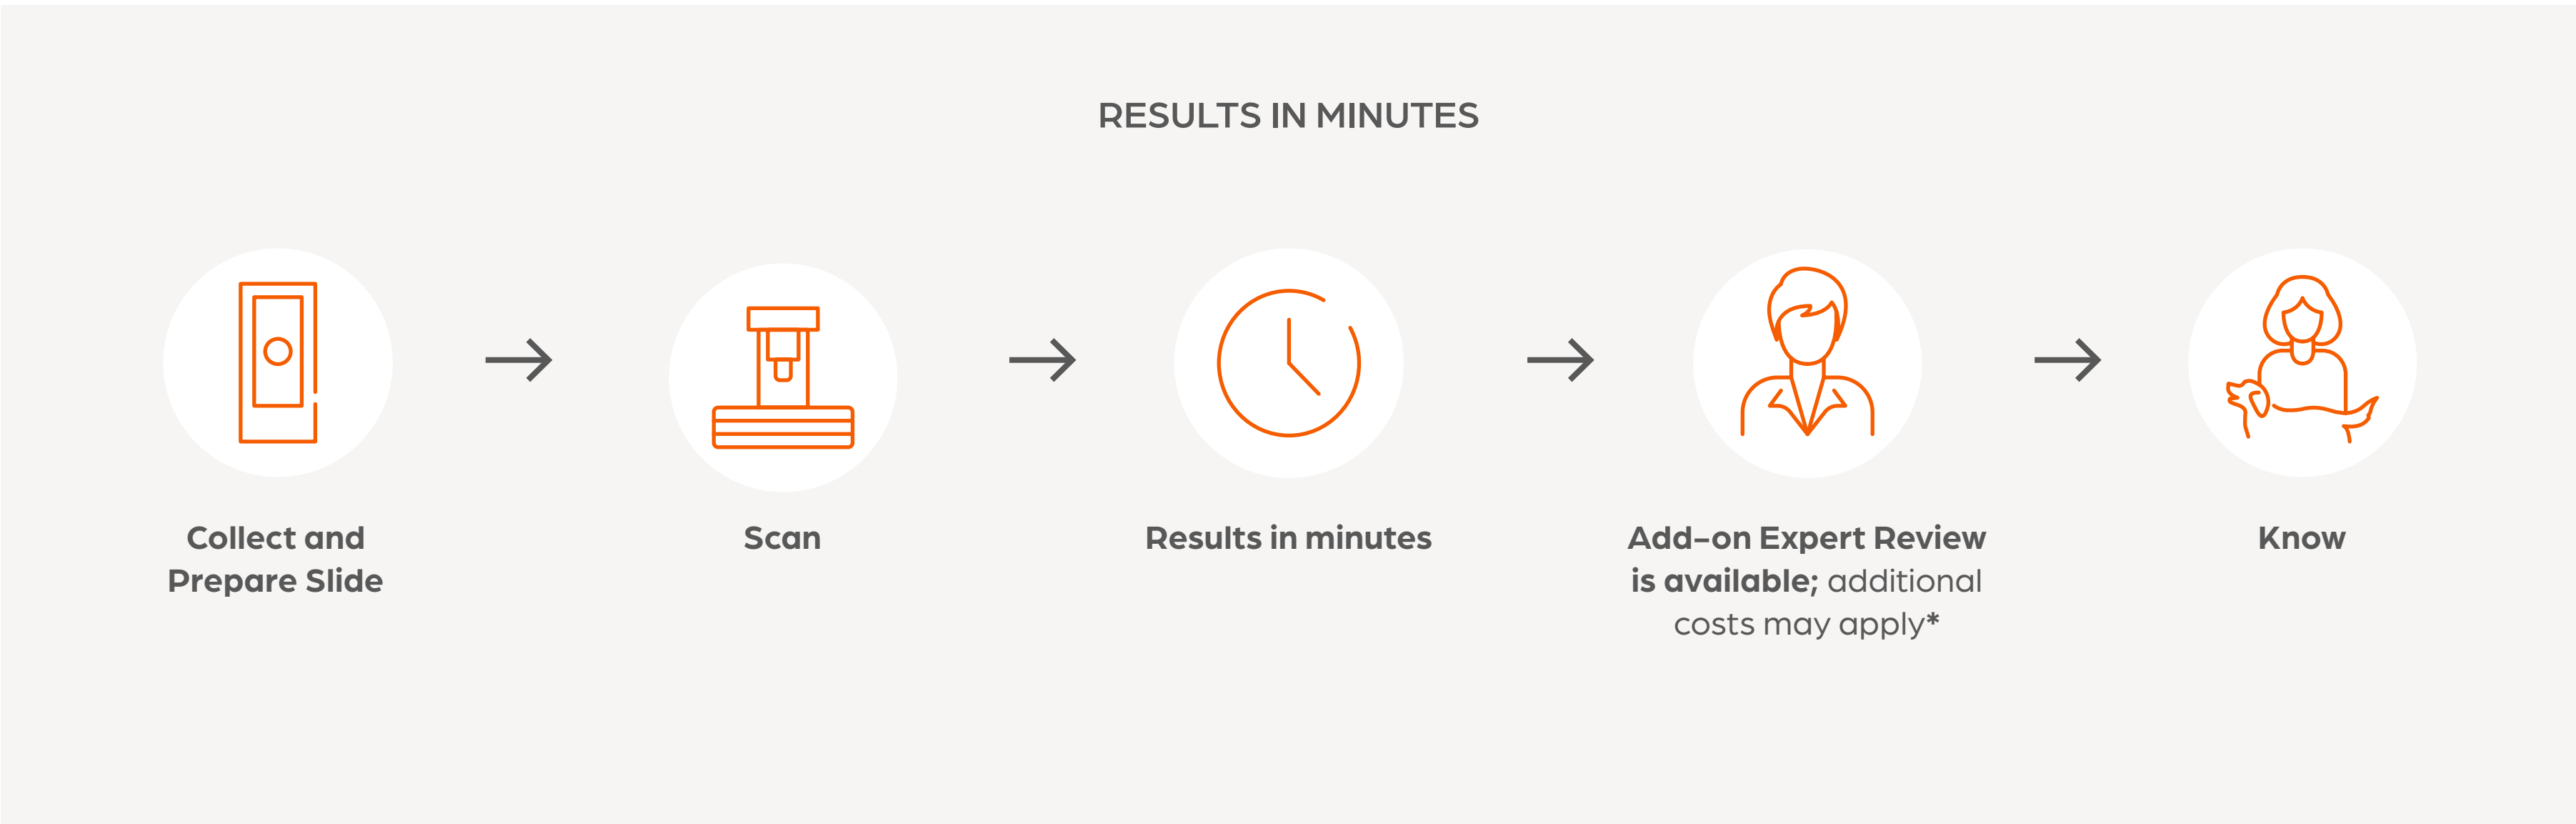 RESULTS IN MINUTES
Collect and
Prepare Slide
Scan
Results in minutes
Add-on Expert Review
is available; additional
costs may apply*
Know